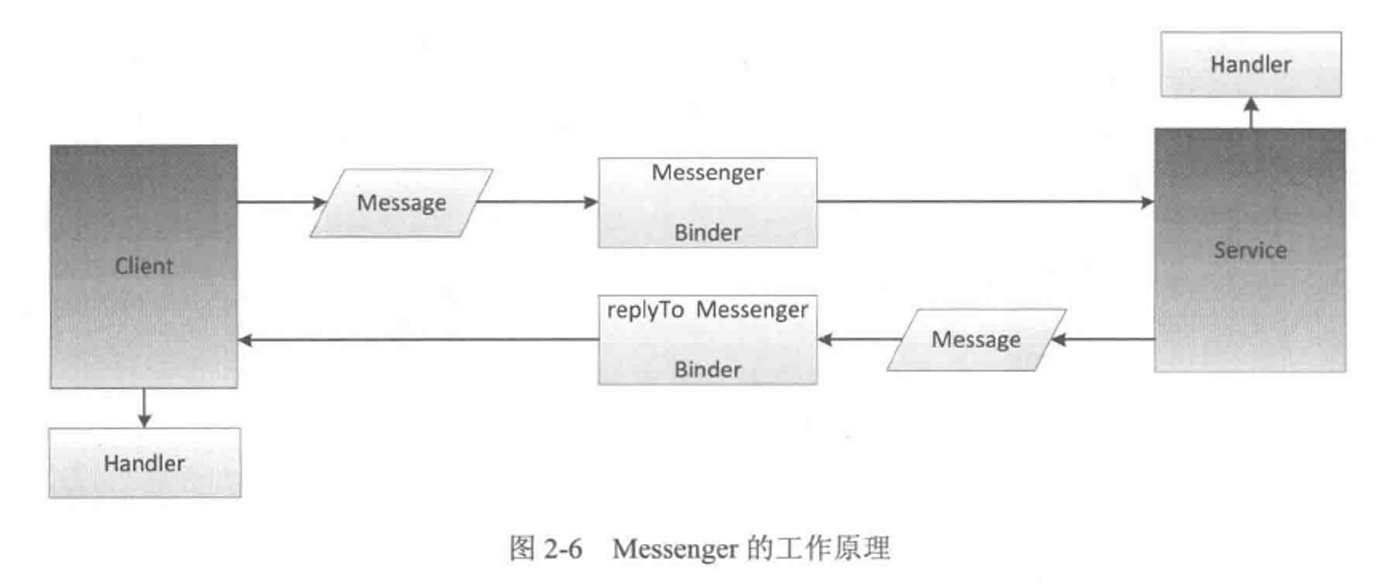 Handler
Message
Messenger
Binder
Client
Service
replyTo Messenger
Binder
Message
Handler
图 2-6 Messenger 的工作原理